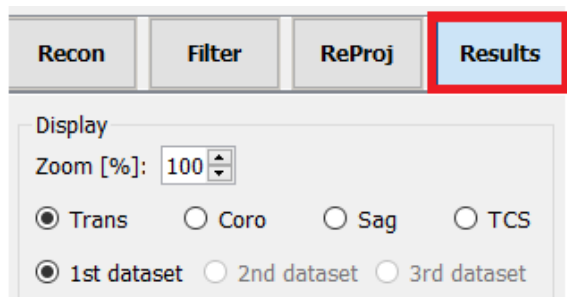 Recon Filter ReProj Results
Display
Zoom [%]: 100
Trans Coro Sag TCS
1st dataset 2nd dataset 3rd dataset